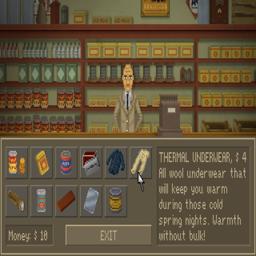 THERMAL UNDERWEAR, $ 4
All wool underwear that
will keep you warm
during those cold
spring nights. Warmth
without bulk!
Money: $ 10
EXIT